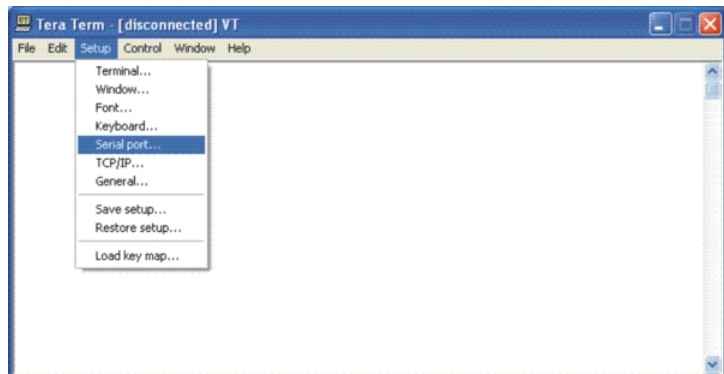 Tera Term - [disconnected] VT
File Edit Setup Control Window Help
Terminal...
Window...
Font...
Keyboard...
Serial port...
TCP/IP...
General...
Save setup...
Restore setup...
Load key map...